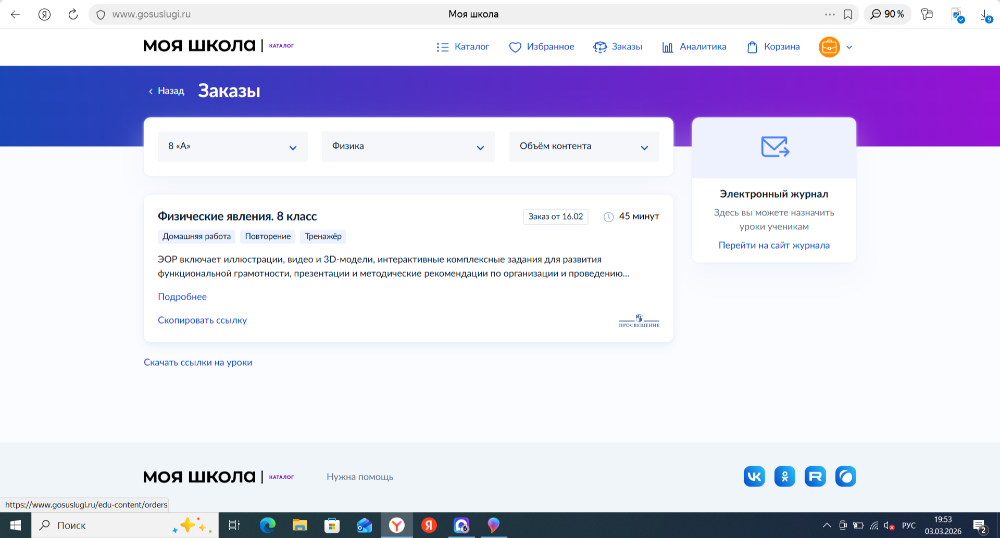 www.gosuslugi.ru
Моя школа
90 %
9
МОЯ ШКОЛА | КАТАЛОГ
Каталог
Избранное
Заказы
Аналитика
Корзина
Назад
Заказы
8 «А»
Физика
Объём контента
Физические явления. 8 класс
Заказ от 16.02
45 минут
Домашняя работа
Повторение
Тренажёр
ЭОР включает иллюстрации, видео и 3D-модели, интерактивные комплексные задания для развития
функциональной грамотности, презентации и методические рекомендации по организации и проведению...
Подробнее
Скопировать ссылку
ПРОСВЕЩЕНИЕ
Электронный журнал
Здесь вы можете назначить
уроки ученикам
Перейти на сайт журнала
Скачать ссылки на уроки
МОЯ ШКОЛА | КАТАЛОГ
Нужна помощь
https://www.gosuslugi.ru/edu-content/orders
Поиск
6
РУС
19:53
03.03.2026
2